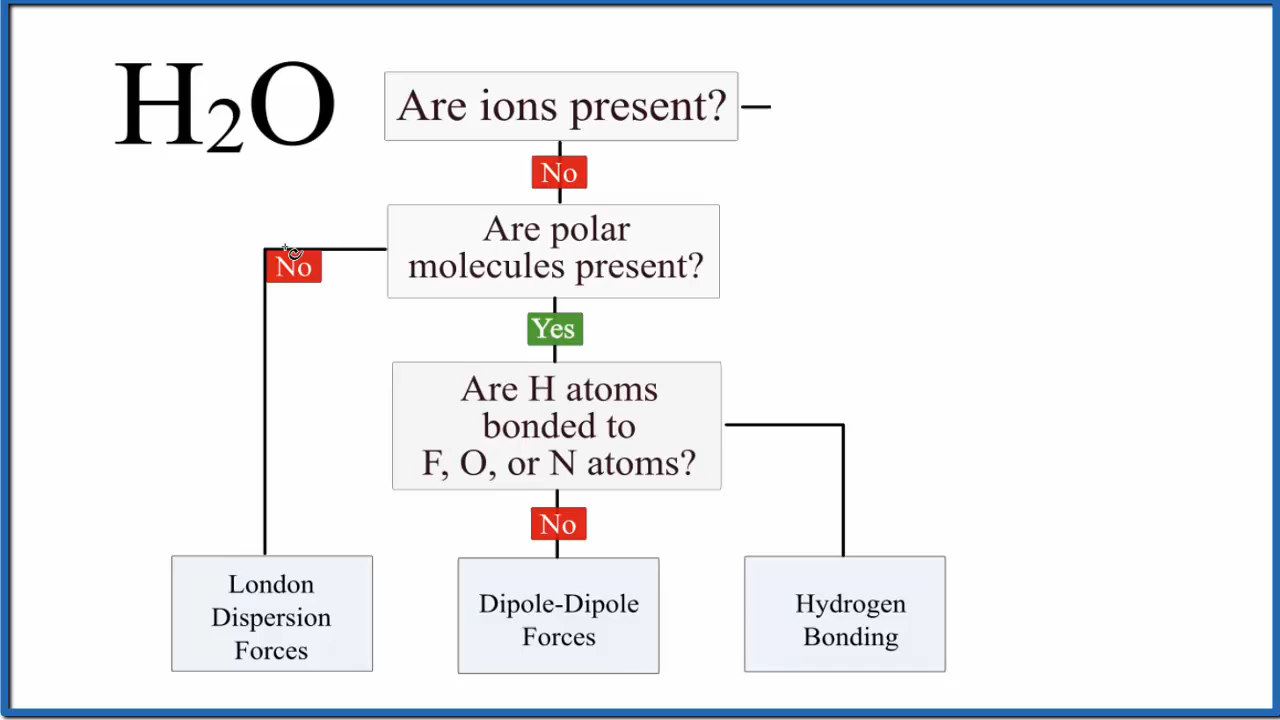 H₂O
Are ions present?
No
Are polar
molecules present?
No
Yes
Are H atoms
bonded to
F, O, or N atoms?
No
London
Dispersion
Forces
Dipole-Dipole
Forces
Hydrogen
Bonding